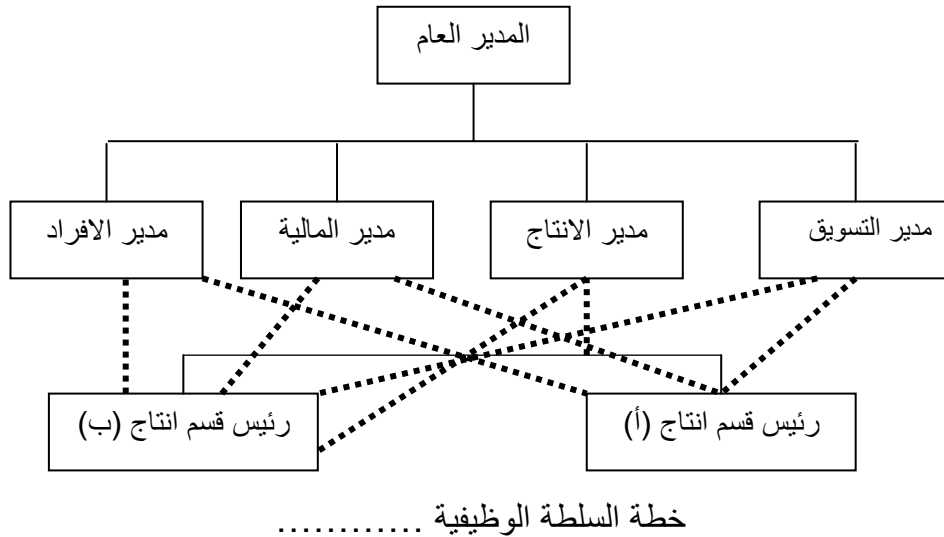 المدير العام
مدير التسويق
مدير الانتاج
مدير المالية
مدير الافراد
رئيس قسم انتاج (أ)
رئيس قسم انتاج (ب)
خطة السلطة الوظيفية ............